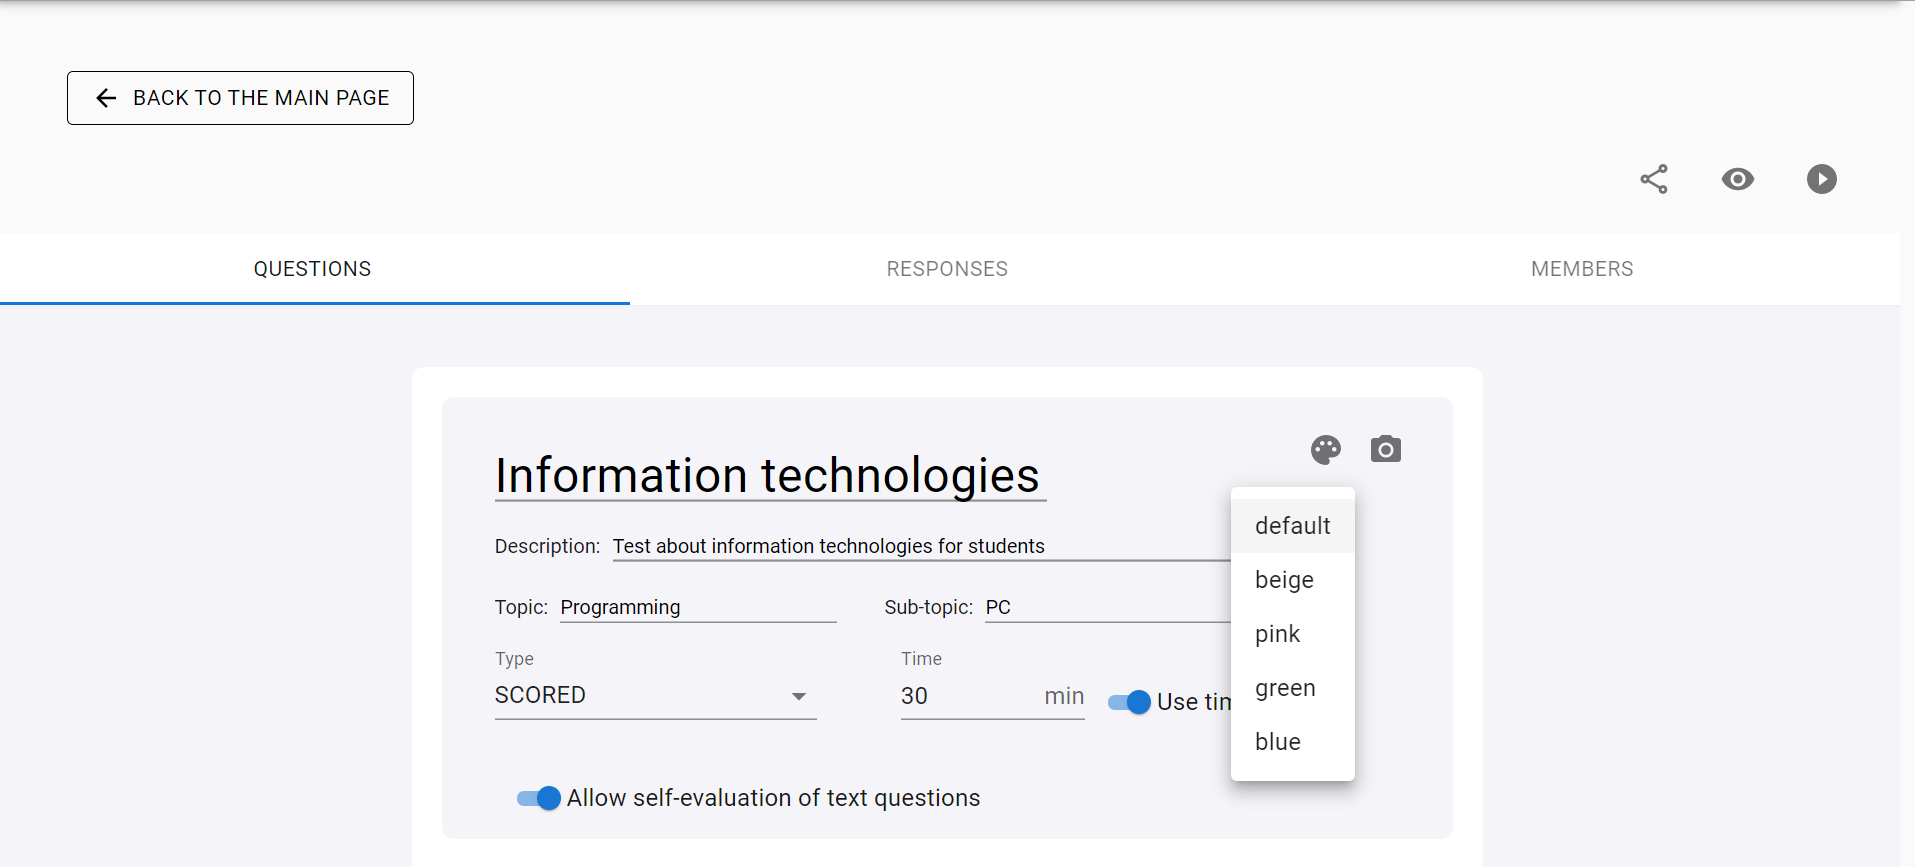 BACK TO THE MAIN PAGE
QUESTIONS
RESPONSES
MEMBERS
Information technologies
Description: Test about information technologies for students
Topic: Programming
Sub-topic: PC
Type
SCORED
Time
30 min
Use
Allow self-evaluation of text questions
default
beige
pink
green
blue